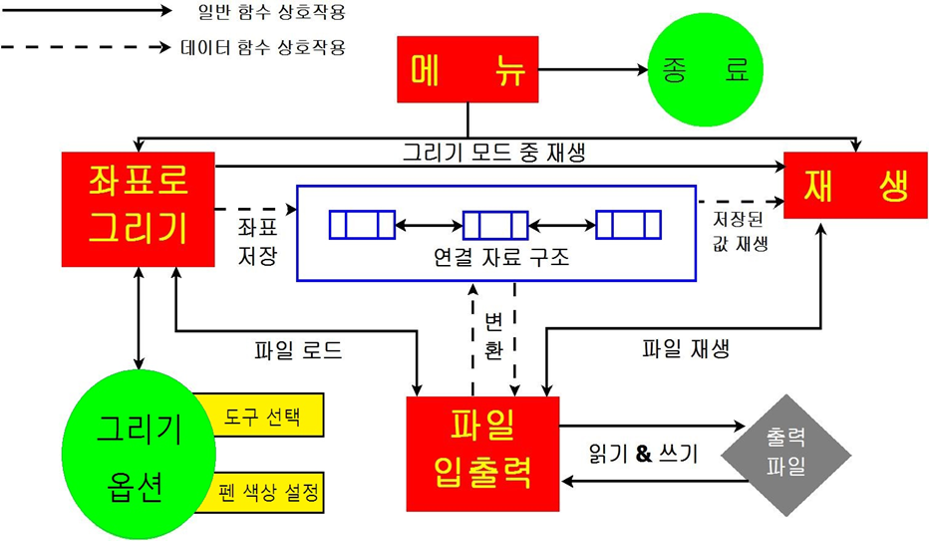 일반 함수 상호작용
데이터 함수 상호작용
메 뉴
종 료
그리기 모드 중 재생
좌표로
그리기
재 생
좌표
저장
연결 자료 구조
저장된
값 재생
변
환
파일 로드
파일 재생
그리기
옵션
도구 선택
펜 색상 설정
파일
입출력
읽기 & 쓰기
출력
파일